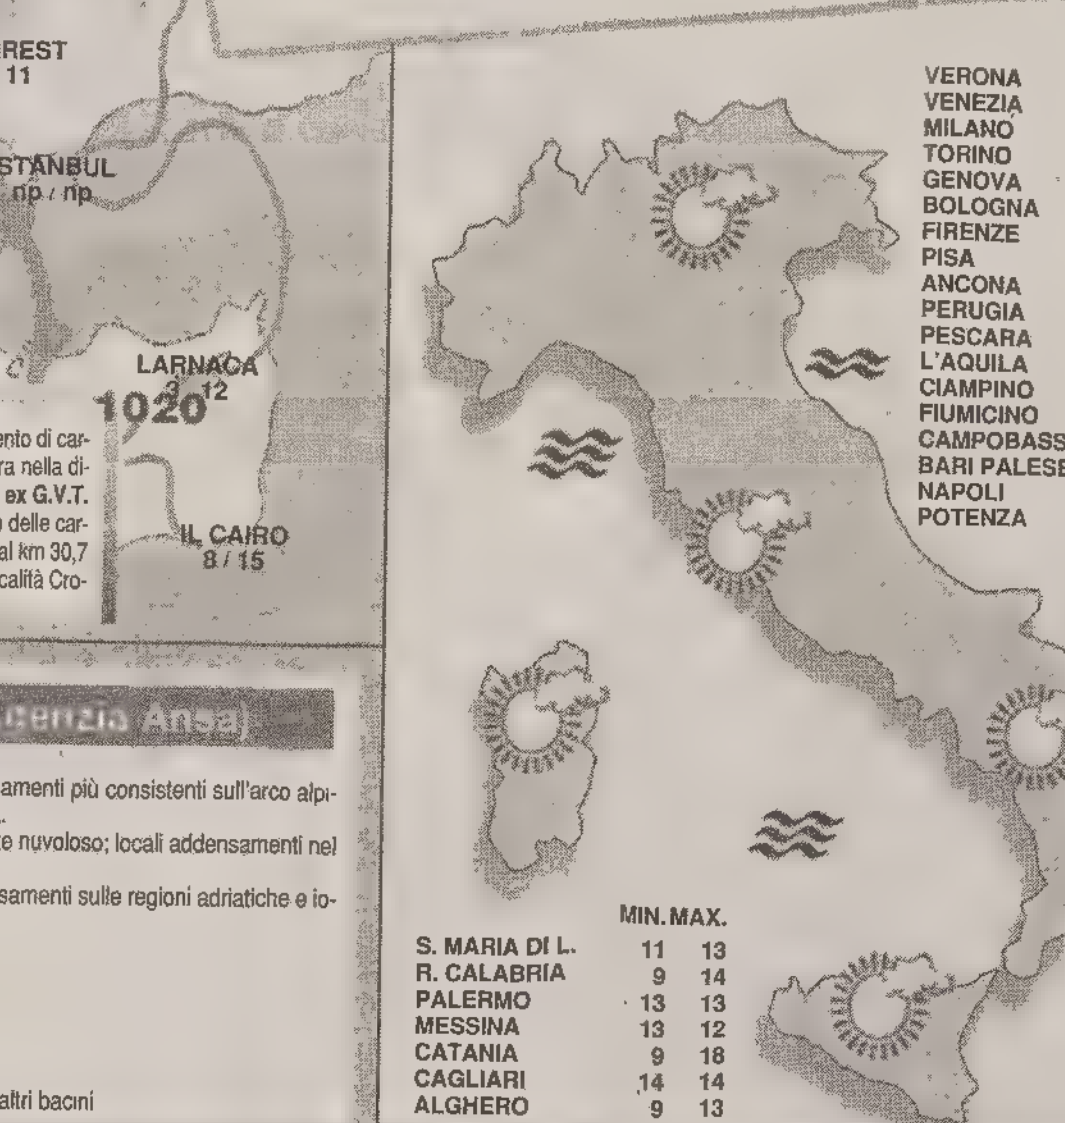 REST
11
STANBUL
np / np
LARNACA
3 12
1020
ento di car-
ra nella di-
ex G.V.T.
o delle car-
al km 30,7
calità Cro-
IL CAIRO
8 / 15
genzia Ansa)
amenti più consistenti sull'arco alpi-
e nuvoloso; locali addensamenti nel
samenti sulle regioni adriatiche e io-
altri bacini
VERONA
VENEZIA
MILANO
TORINO
GENOVA
BOLOGNA
FIRENZE
PISA
ANCONA
PERUGIA
PESCARA
L'AQUILA
CIAMPINO
FIUMICINO
CAMPOBASS
BARI PALESE
NAPOLI
POTENZA
MIN. MAX.
S. MARIA DI L. 11 13
R. CALABRIA 9 14
PALERMO 13 13
MESSINA 13 12
CATANIA 9 18
CAGLIARI 14 14
ALGHERO 9 13